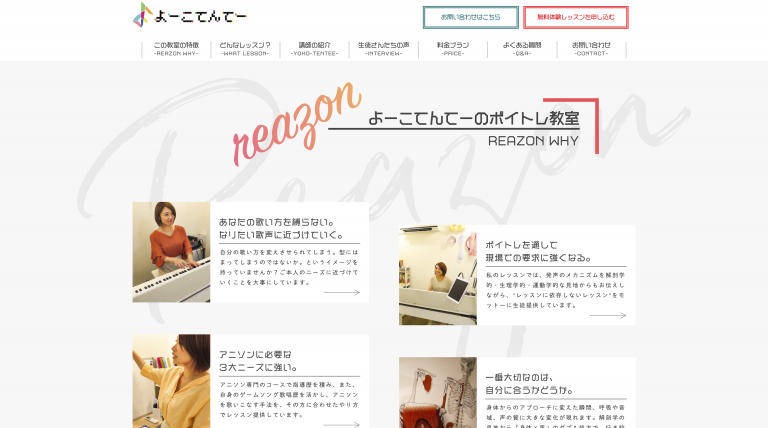 よーこてんてー
お問い合わせはこちら
無料体験レッスンを申し込む
この教室の特徴
-REAZON WHY-
どんなレッスン？
-WHAT LESSON-
講師の紹介
-YOHO-TENTEE-
生徒さんたちの声
-INTERVIEW-
料金プラン
-PRICE-
よくある質問
-Q&A-
お問い合わせ
-CONTACT-
Reazon
reazon
よーこてんてーのボイトレ教室
REAZON WHY
あなたの歌い方を縛らない。
なりたい歌声に近づけていく。
自分の歌い方を変えさせられてしまう。型には
まってしまうのではないか。というイメージを
持っていませんか？ご本人のニーズに近づけて
いくことを大事にしています。
ボイトレを通して
現場での要求に強くなる。
私のレッスンでは、発声のメカニズムを解剖学
的・生理学的・運動学的な見地からもお伝えし
ながら、"レッスンに依存しないレッスン"をモ
ットーに生徒提供しています。
アニソンに必要な
３大ニーズに強い。
アニソン専門のコースで指導歴を積み、また、
自身のゲームソング歌唱歴を活かし、アニソン
を歌いこなす手法を、その方に合わせたやり方
でレッスン提供しています。
一番大切なのは、
自分に合うかどうか。
身体からのアプローチに変えた瞬間、呼吸や音
域、声の質に大きな変化が現れます。解剖学の